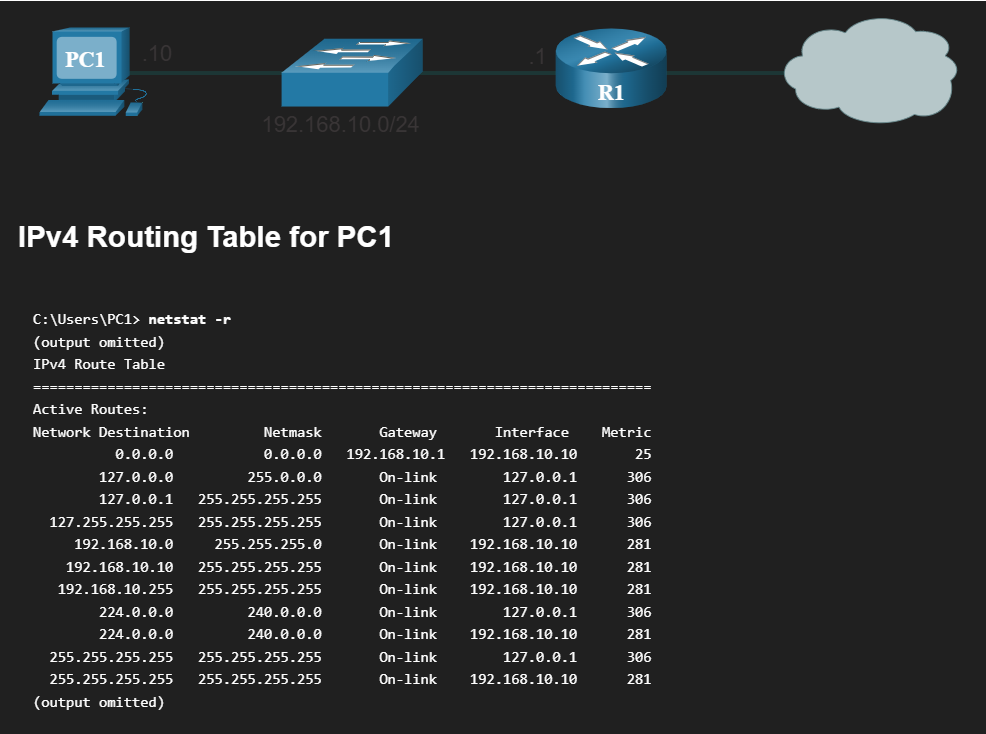 PC1
.10
.1
R1
192.168.10.0/24
IPv4 Routing Table for PC1
C:\Users\PC1> netstat -r
(output omitted)
IPv4 Route Table
===========================================================================
Active Routes:
Network Destination Netmask Gateway Interface Metric
0.0.0.0 0.0.0.0 192.168.10.1 192.168.10.10 25
127.0.0.0 255.0.0.0 On-link 127.0.0.1 306
127.0.0.1 255.255.255.255 On-link 127.0.0.1 306
127.255.255.255 255.255.255.255 On-link 127.0.0.1 306
192.168.10.0 255.255.255.0 On-link 192.168.10.10 281
192.168.10.10 255.255.255.255 On-link 192.168.10.10 281
192.168.10.255 255.255.255.255 On-link 192.168.10.10 281
224.0.0.0 240.0.0.0 On-link 127.0.0.1 306
224.0.0.0 240.0.0.0 On-link 192.168.10.10 281
255.255.255.255 255.255.255.255 On-link 127.0.0.1 306
255.255.255.255 255.255.255.255 On-link 192.168.10.10 281
(output omitted)